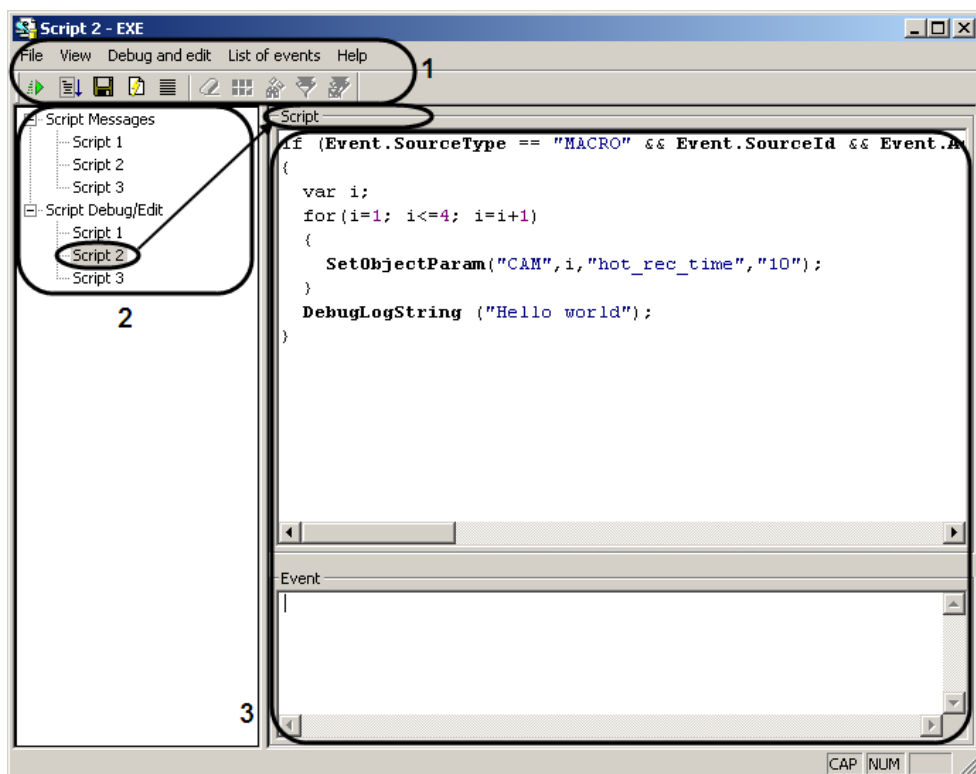 Script 2 - EXE
File View Debug and edit List of events Help
1
Script Messages
Script 1
Script 2
Script 3
Script Debug/Edit
Script 1
Script 2
Script 3
2
Script
if (Event.SourceType == "MACRO" && Event.SourceId && Event.A
{
var i;
for(i=1; i<=4; i=i+1)
{
SetObjectParam("CAM",i,"hot_rec_time","10");
}
DebugLogString ("Hello world");
}
Event
3
CAP NUM